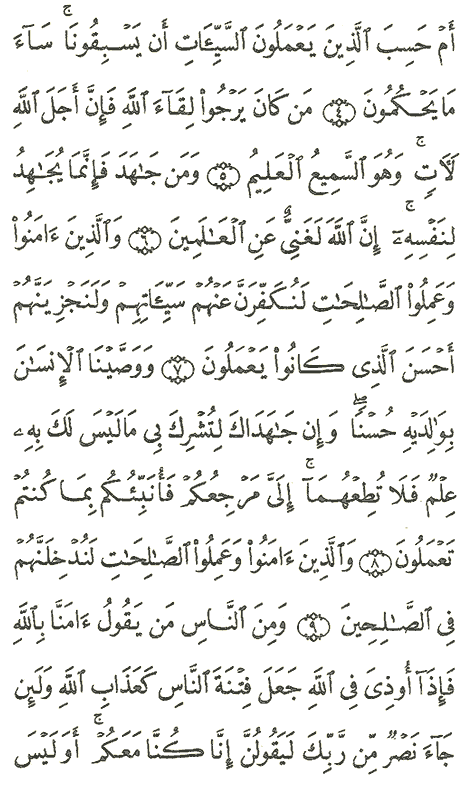 أَمۡ حَسِبَ ٱلَّذِينَ يَعۡمَلُونَ ٱلسَّيِّـَٔاتِ أَن يَسۡبِقُونَاۚ سَآءَ
مَا يَحۡكُمُونَ ۝٤ مَن كَانَ يَرۡجُواْ لِقَآءَ ٱللَّهِ فَإِنَّ أَجَلَ ٱللَّهِ
لَأٓتٖۚ وَهُوَ ٱلسَّمِيعُ ٱلۡعَلِيمُ ۝٥ وَمَن جَٰهَدَ فَإِنَّمَا يُجَٰهِدُ
لِنَفۡسِهِۦٓۚ إِنَّ ٱللَّهَ لَغَنِيٌّ عَنِ ٱلۡعَٰلَمِينَ ۝٦ وَٱلَّذِينَ ءَامَنُواْ
وَعَمِلُواْ ٱلصَّٰلِحَٰتِ لَنُكَفِّرَنَّ عَنۡهُمۡ سَيِّـَٔاتِهِمۡ وَلَنَجۡزِيَنَّهُمۡ
أَحۡسَنَ ٱلَّذِي كَانُواْ يَعۡمَلُونَ ۝٧ وَوَصَّيۡنَا ٱلۡإِنسَٰنَ
بِوَٰلِدَيۡهِ حُسۡنٗاۖ وَإِن جَٰهَدَاكَ لِتُشۡرِكَ بِي مَا لَيۡسَ لَكَ بِهِۦ
عِلۡمٞ فَلَا تُطِعۡهُمَآۚ إِلَيَّ مَرۡجِعُكُمۡ فَأُنَبِّئُكُم بِمَا كُنتُمۡ
تَعۡمَلُونَ ۝٨ وَٱلَّذِينَ ءَامَنُواْ وَعَمِلُواْ ٱلصَّٰلِحَٰتِ لَنُدۡخِلَنَّهُمۡ
فِي ٱلصَّٰلِحِينَ ۝٩ وَمِنَ ٱلنَّاسِ مَن يَقُولُ ءَامَنَّا بِٱللَّهِ
فَإِذَآ أُوذِيَ فِي ٱللَّهِ جَعَلَ فِتۡنَةَ ٱلنَّاسِ كَعَذَابِ ٱللَّهِ وَلَئِن
جَآءَ نَصۡرٞ مِّن رَّبِّكَ لَيَقُولُنَّ إِنَّا كُنَّا مَعَكُمۡۚ أَوَلَيۡسَ